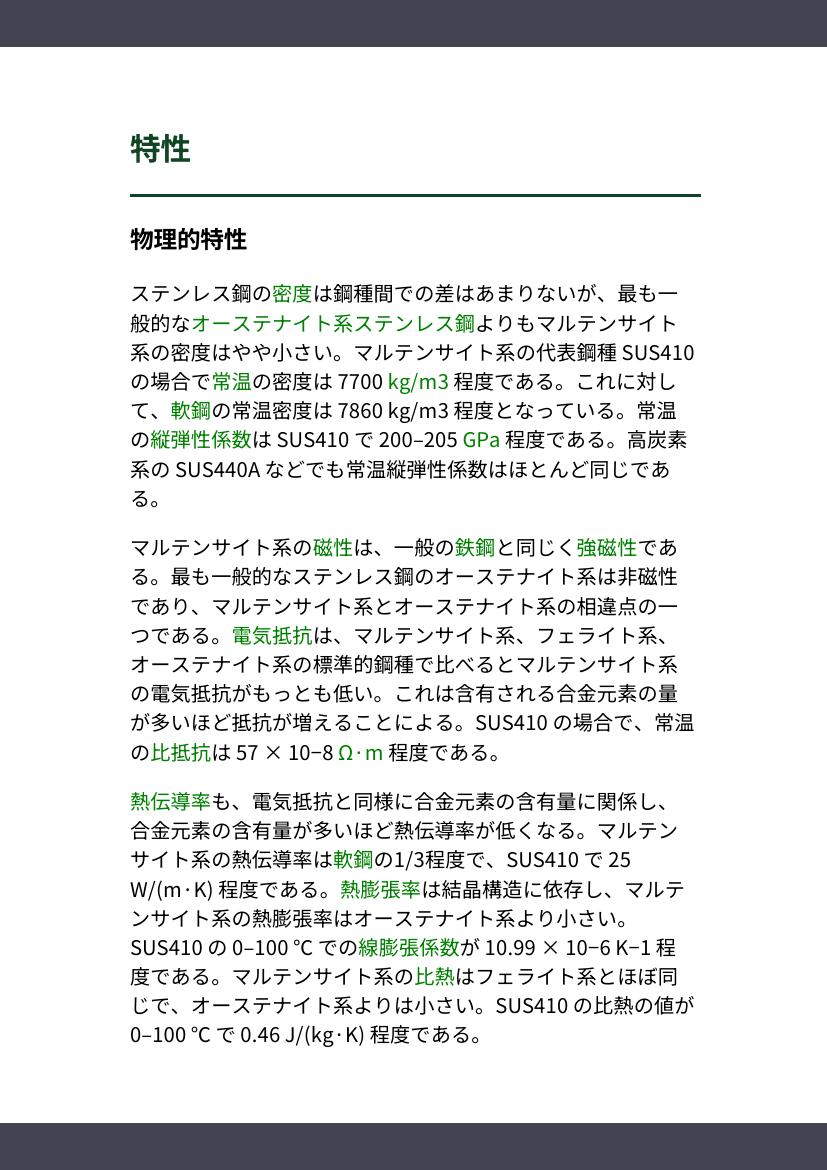 特性
物理的特性
ステンレス鋼の密度は鋼種間での差はあまりないが、最も一
般的なオーステナイト系ステンレス鋼よりもマルテンサイト
系の密度はやや小さい。マルテンサイト系の代表鋼種 SUS410
の場合で常温の密度は 7700 kg/m3 程度である。これに対し
て、軟鋼の常温密度は 7860 kg/m3 程度となっている。常温
の縦弾性係数は SUS410 で 200–205 GPa 程度である。高炭素
系の SUS440A などでも常温縦弾性係数はほとんど同じであ
る。
マルテンサイト系の磁性は、一般の鉄鋼と同じく強磁性であ
る。最も一般的なステンレス鋼のオーステナイト系は非磁性
であり、マルテンサイト系とオーステナイト系の相違点の一
つである。電気抵抗は、マルテンサイト系、フェライト系、
オーステナイト系の標準的鋼種で比べるとマルテンサイト系
の電気抵抗がもっとも低い。これは含有される合金元素の量
が多いほど抵抗が増えることによる。SUS410 の場合で、常温
の比抵抗は 57 × 10−8 Ω·m 程度である。
熱伝導率も、電気抵抗と同様に合金元素の含有量に関係し、
合金元素の含有量が多いほど熱伝導率が低くなる。マルテン
サイト系の熱伝導率は軟鋼の1/3程度で、SUS410 で 25
W/(m·K) 程度である。熱膨張率は結晶構造に依存し、マルテ
ンサイト系の熱膨張率はオーステナイト系より小さい。
SUS410 の 0–100 ℃ での線膨張係数が 10.99 × 10−6 K−1 程
度である。マルテンサイト系の比熱はフェライト系とほぼ同
じで、オーステナイト系よりは小さい。SUS410 の比熱の値が
0–100 ℃ で 0.46 J/(kg·K) 程度である。